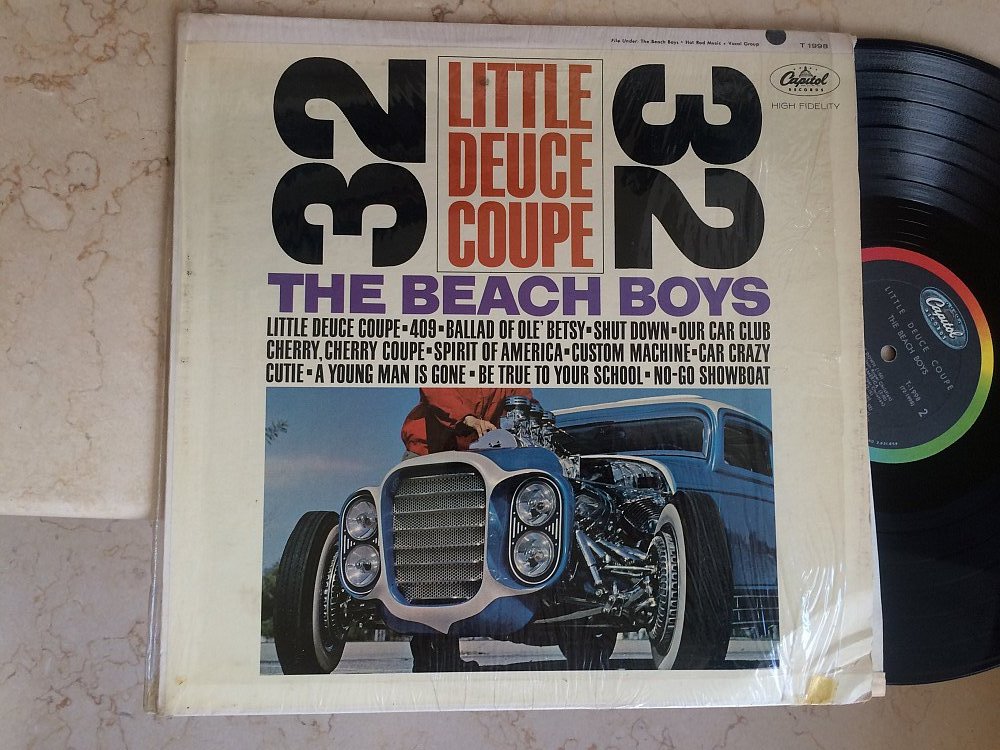 File Under: The Beach Boys • Hot Rod Music • Vocal Group
T 1998
32
LITTLE
DEUCE
COUPE
32
Capitol
RECORDS
HIGH FIDELITY
THE BEACH BOYS
LITTLE DEUCE COUPE▪409▪BALLAD OF OLE' BETSY▪SHUT DOWN▪OUR CAR CLUB
CHERRY, CHERRY COUPE▪SPIRIT OF AMERICA▪CUSTOM MACHINE▪CAR CRAZY
CUTIE▪A YOUNG MAN IS GONE▪BE TRUE TO YOUR SCHOOL▪NO-GO SHOWBOAT
Capitol
RECORDS
LITTLE DEUCE COUPE
THE BEACH BOYS
T-1998
2